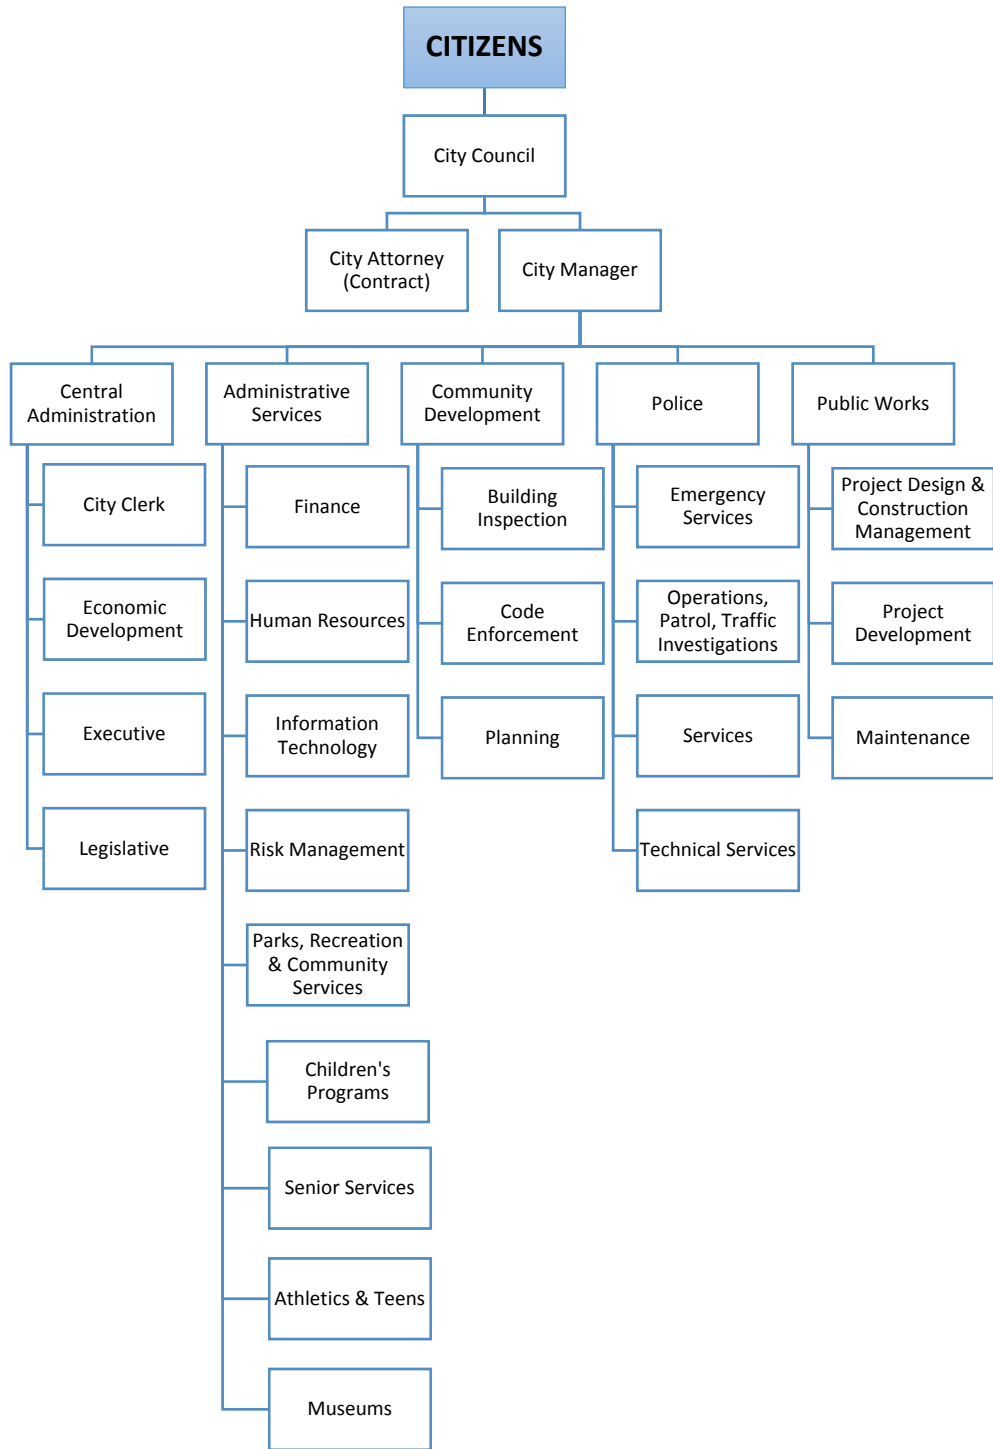 CITIZENS
City Council
City Attorney
(Contract)
City Manager
Central
Administration
Administrative
Services
Community
Development
Police
Public Works
City Clerk
Economic
Development
Executive
Legislative
Finance
Human Resources
Information
Technology
Risk Management
Parks, Recreation
& Community
Services
Children's
Programs
Senior Services
Athletics & Teens
Museums
Building
Inspection
Code
Enforcement
Planning
Emergency
Services
Operations,
Patrol, Traffic
Investigations
Services
Technical Services
Project Design &
Construction
Management
Project
Development
Maintenance